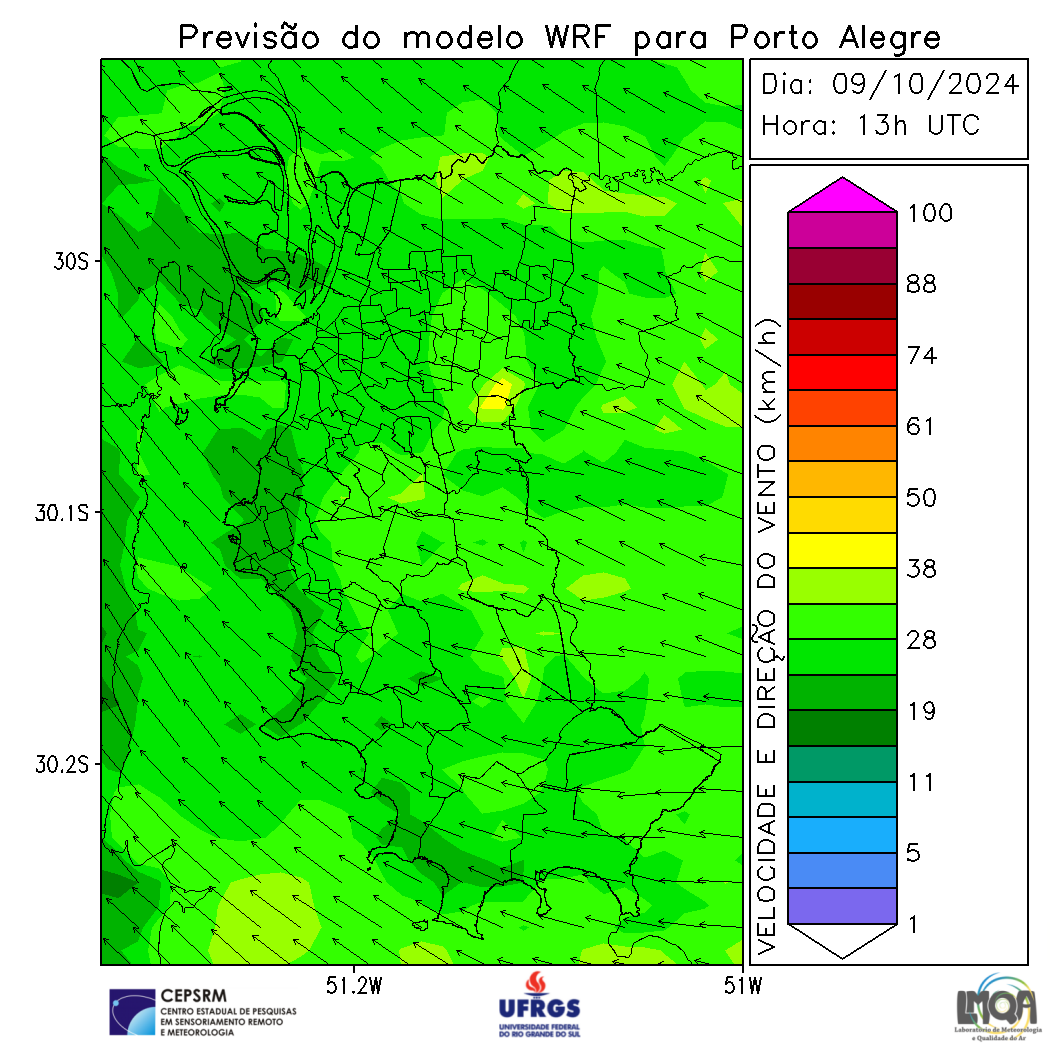 Previsão do modelo WRF para Porto Alegre
Dia: 09/10/2024
Hora: 13h UTC
30S
30.1S
30.2S
51.2W
51W
VELOCIDADE E DIREÇÃO DO VENTO (km/h)
100
88
74
61
50
38
28
19
11
5
1
CEPSRM
CENTRO ESTADUAL DE PESQUISAS
EM SENSORIAMENTO REMOTO
E METEOROLOGIA
UFRGS
UNIVERSIDADE FEDERAL
DO RIO GRANDE DO SUL
LMQA
Laboratório de Meteorologia
e Qualidade do Ar